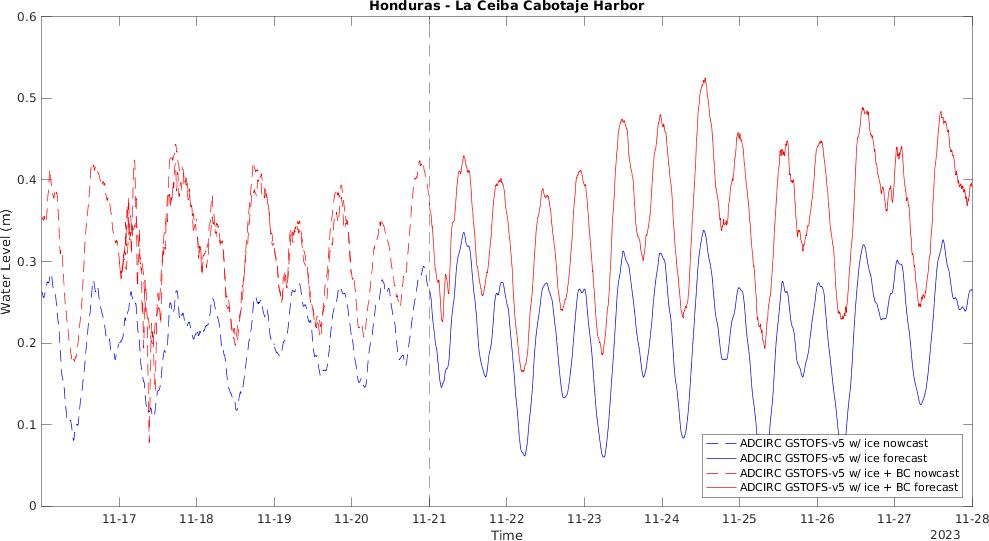 Honduras - La Ceiba Cabotaje Harbor
0.6
0.5
0.4
0.3
0.2
0.1
0
Water Level (m)
ADCIRC GSTOFS-v5 w/ ice nowcast
ADCIRC GSTOFS-v5 w/ ice forecast
ADCIRC GSTOFS-v5 w/ ice + BC nowcast
ADCIRC GSTOFS-v5 w/ ice + BC forecast
11-17 11-18 11-19 11-20 11-21 11-22 11-23 11-24 11-25 11-26 11-27 11-28
Time
2023